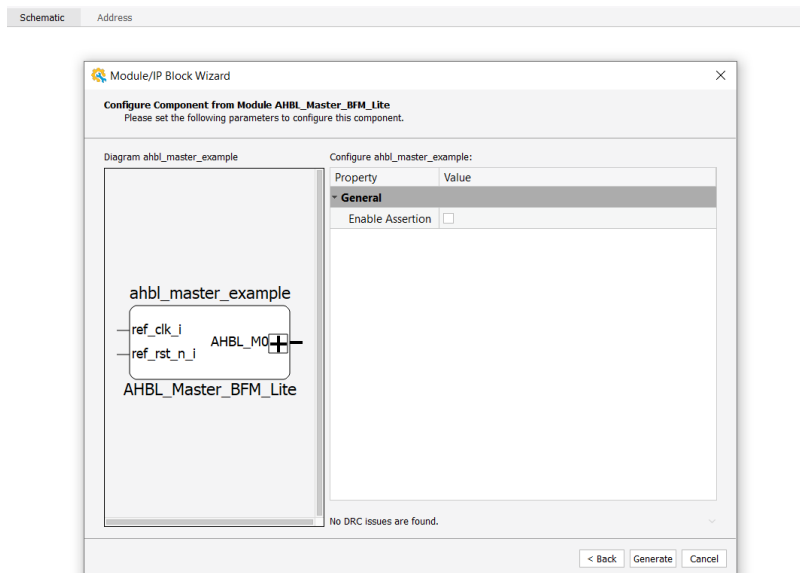 Schematic Address
Module/IP Block Wizard
Configure Component from Module AHBL_Master_BFM_Lite
Please set the following parameters to configure this component.
Diagram ahbl_master_example
Configure ahbl_master_example:
Property Value
General
Enable Assertion
ahbl_master_example
ref_clk_i
AHBL_M0
ref_rst_n_i
AHBL_Master_BFM_Lite
No DRC issues are found.
< Back Generate Cancel